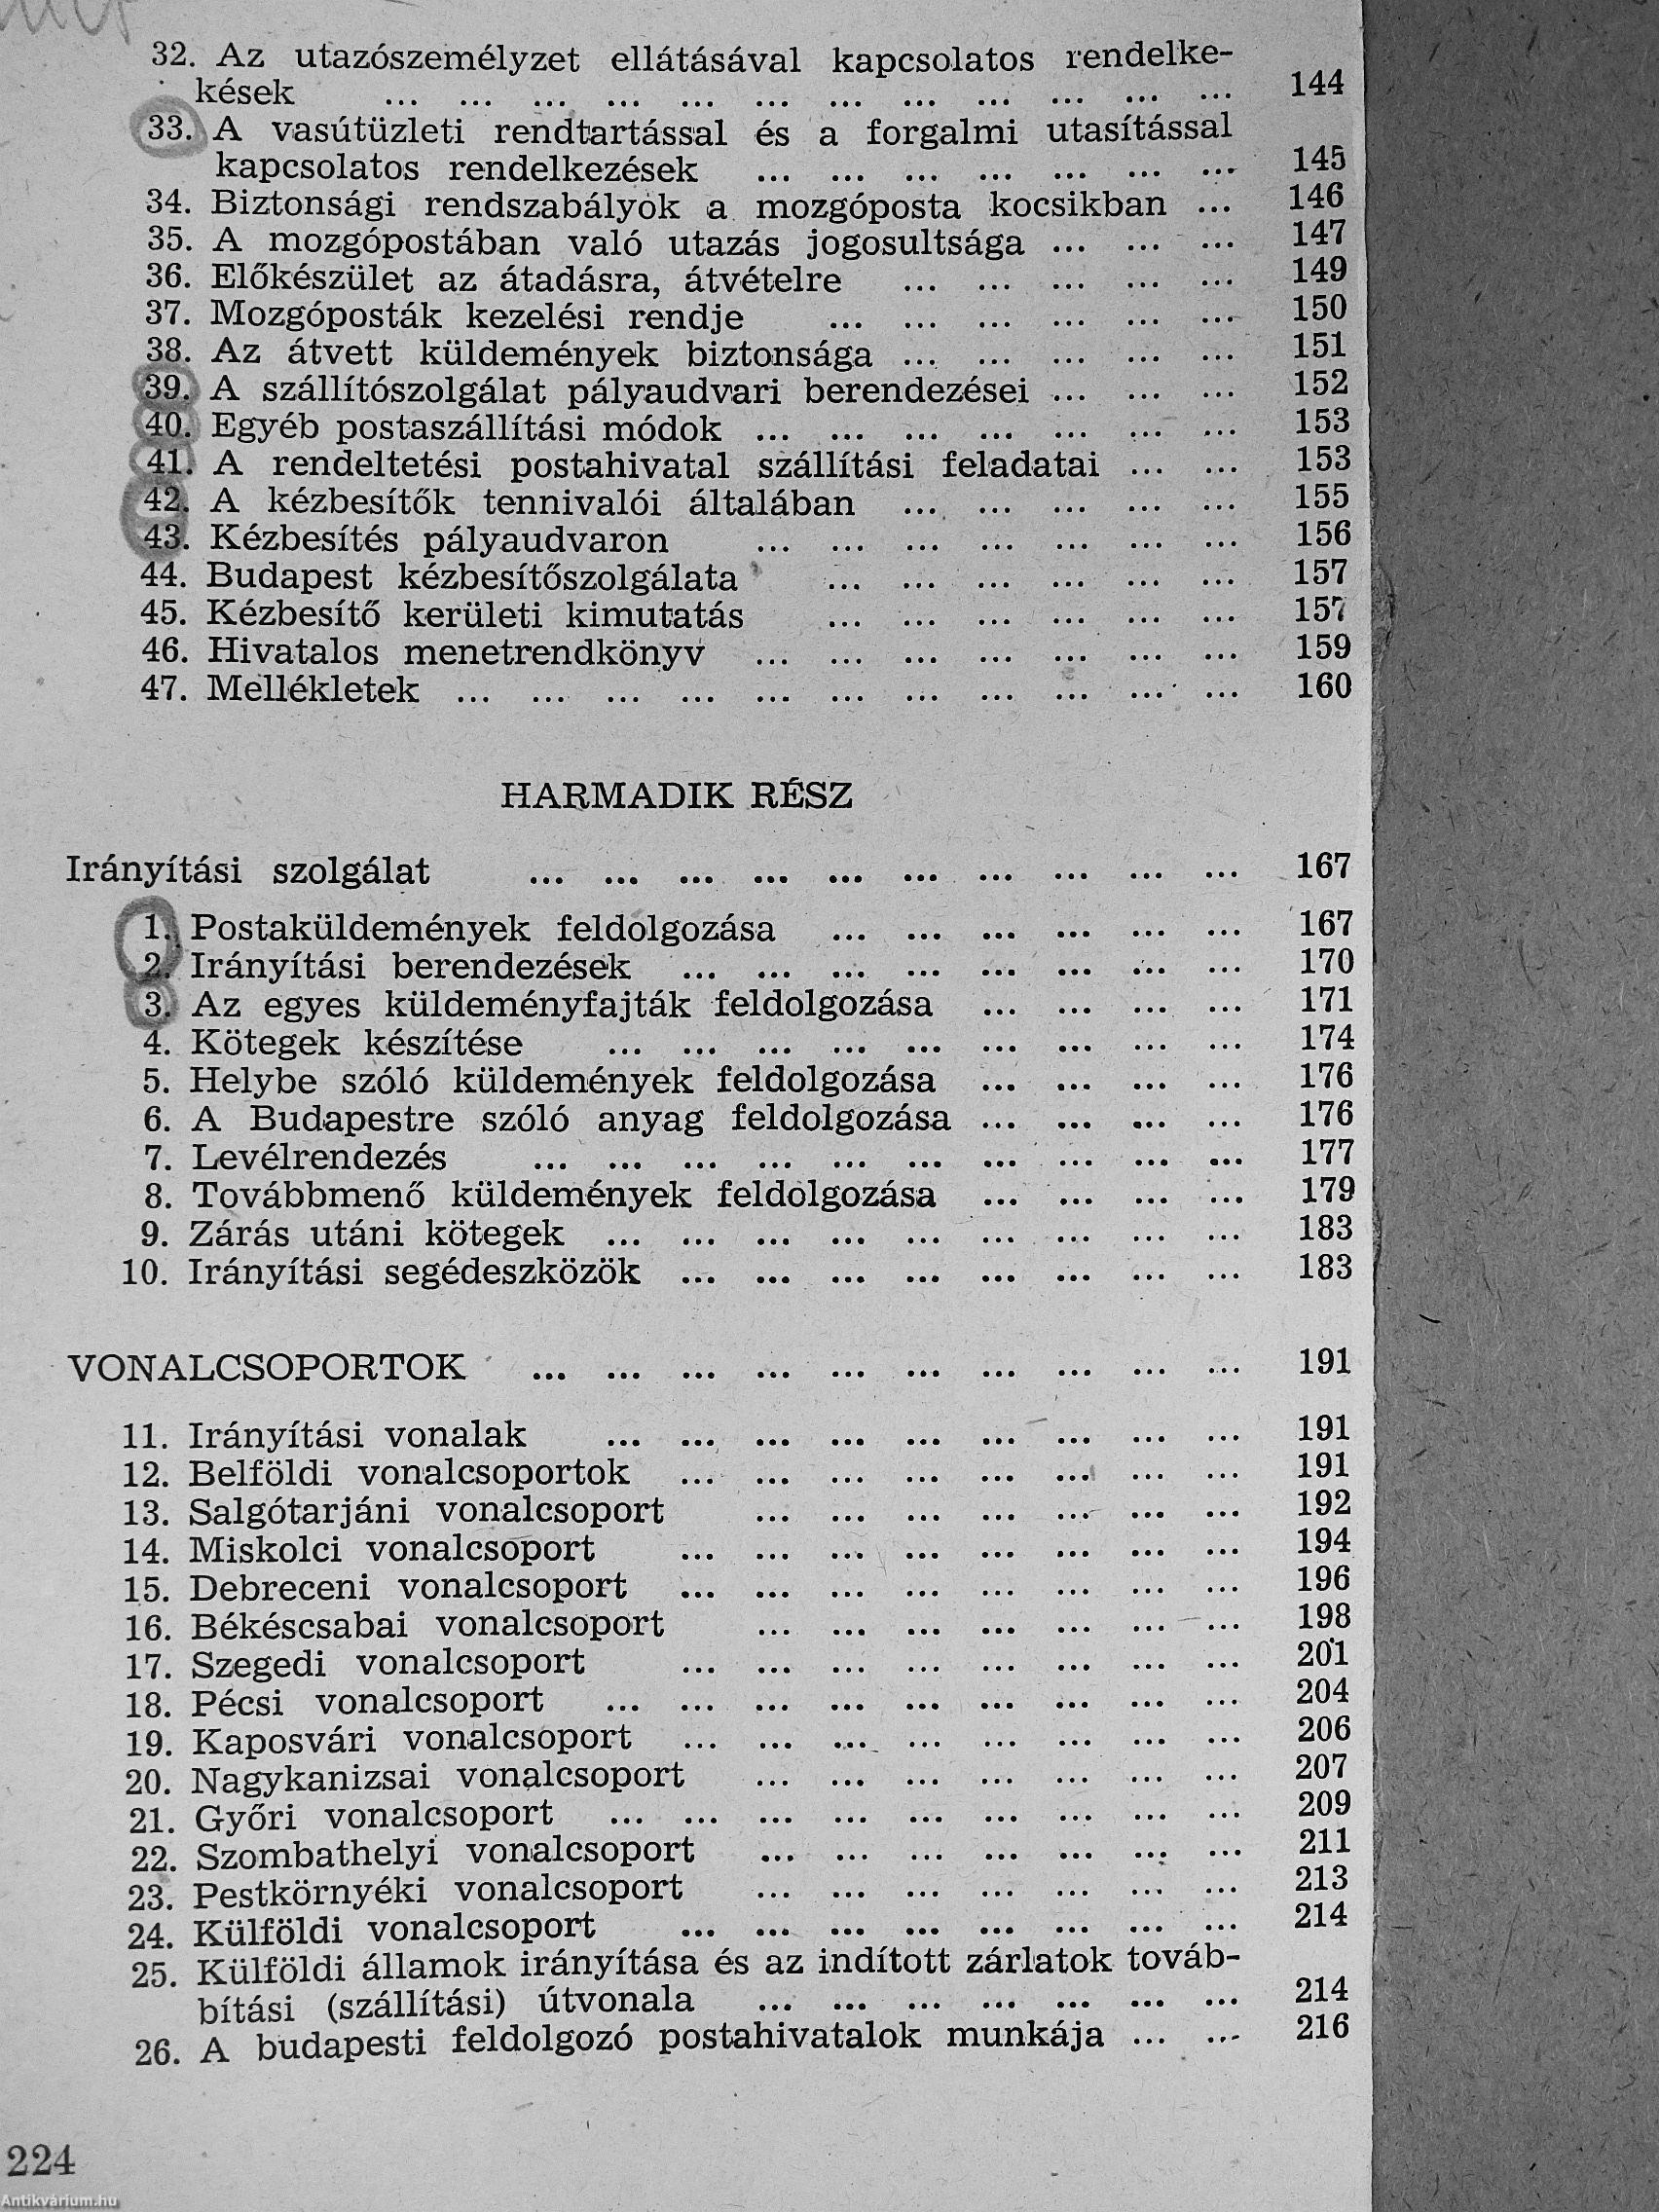 32. Az utazószemélyzet ellátásával kapcsolatos rendelke-
kések ... ... ... ... ... ... ... ... ... ... ... ... 144
33. A vasútüzleti rendtartással és a forgalmi utasítással
kapcsolatos rendelkezések ... ... ... ... ... ... ... 145
34. Biztonsági rendszabályok a mozgóposta kocsikban ... 146
35. A mozgópostában való utazás jogosultsága ... ... ... 147
36. Előkészület az átadásra, átvételre ... ... ... ... ... 149
37. Mozgóposták kezelési rendje ... ... ... ... ... ... 150
38. Az átvett küldemények biztonsága ... ... ... ... ... 151
39. A szállítószolgálat pályaudvari berendezései ... ... ... 152
40. Egyéb postaszállítási módok ... ... ... ... ... ... ... 153
41. A rendeltetési postahivatal szállítási feladatai ... ... 153
42. A kézbesítők tennivalói általában ... ... ... ... ... 155
43. Kézbesítés pályaudvaron ... ... ... ... ... ... ... 156
44. Budapest kézbesítőszolgálata ... ... ... ... ... ... 157
45. Kézbesítő kerületi kimutatás ... ... ... ... ... ... 157
46. Hivatalos menetrendkönyv ... ... ... ... ... ... ... 159
47. Mellékletek ... ... ... ... ... ... ... ... ... ... ... 160
HARMADIK RÉSZ
Irányítási szolgálat ... ... ... ... ... ... ... ... ... ... 167
1. Postaküldemények feldolgozása ... ... ... ... ... ... 167
2. Irányítási berendezések ... ... ... ... ... ... ... ... 170
3. Az egyes küldeményfajták feldolgozása ... ... ... ... 171
4. Kötegek készítése ... ... ... ... ... ... ... ... ... 174
5. Helybe szóló küldemények feldolgozása ... ... ... ... 176
6. A Budapestre szóló anyag feldolgozása ... ... ... ... 176
7. Levélrendezés ... ... ... ... ... ... ... ... ... ... 177
8. Továbbmenő küldemények feldolgozása ... ... ... ... 179
9. Zárás utáni kötegek ... ... ... ... ... ... ... ... ... 183
10. Irányítási segédeszközök ... ... ... ... ... ... ... ... 183
VONALCSOPORTOK ... ... ... ... ... ... ... ... ... ... 191
11. Irányítási vonalak ... ... ... ... ... ... ... ... ... 191
12. Belföldi vonalcsoportok ... ... ... ... ... ... ... ... 191
13. Salgótarjáni vonalcsoport ... ... ... ... ... ... ... 192
14. Miskolci vonalcsoport ... ... ... ... ... ... ... ... 194
15. Debreceni vonalcsoport ... ... ... ... ... ... ... ... 196
16. Békéscsabai vonalcsoport ... ... ... ... ... ... ... 198
17. Szegedi vonalcsoport ... ... ... ... ... ... ... ... 201
18. Pécsi vonalcsoport ... ... ... ... ... ... ... ... ... 204
19. Kaposvári vonalcsoport ... ... ... ... ... ... ... ... 206
20. Nagykanizsai vonalcsoport ... ... ... ... ... ... ... 207
21. Győri vonalcsoport ... ... ... ... ... ... ... ... ... 209
22. Szombathelyi vonalcsoport ... ... ... ... ... ... ... 211
23. Pestkörnyéki vonalcsoport ... ... ... ... ... ... ... 213
24. Külföldi vonalcsoport ... ... ... ... ... ... ... ... 214
25. Külföldi államok irányítása és az indított zárlatok továb-
bítási (szállítási) útvonala ... ... ... ... ... ... ... 214
26. A budapesti feldolgozó postahivatalok munkája ... ... 216
224
Antikvárium.hu